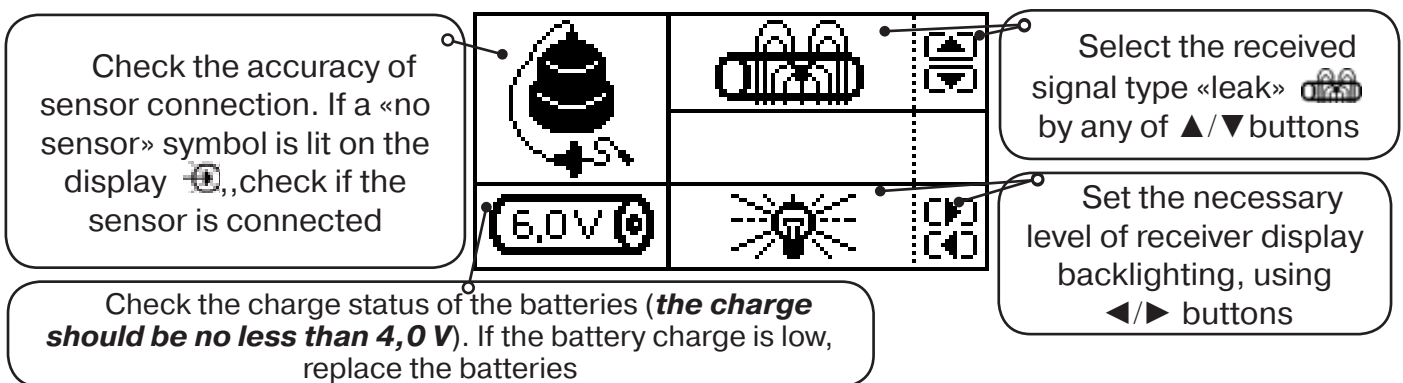 Check the accuracy of
sensor connection. If a «no
sensor» symbol is lit on the
display ,,check if the
sensor is connected
6,0 V
Select the received
signal type «leak»
by any of ▲/▼buttons
Set the necessary
level of receiver display
backlighting, using
◄/► buttons
Check the charge status of the batteries (the charge
should be no less than 4,0 V). If the battery charge is low,
replace the batteries